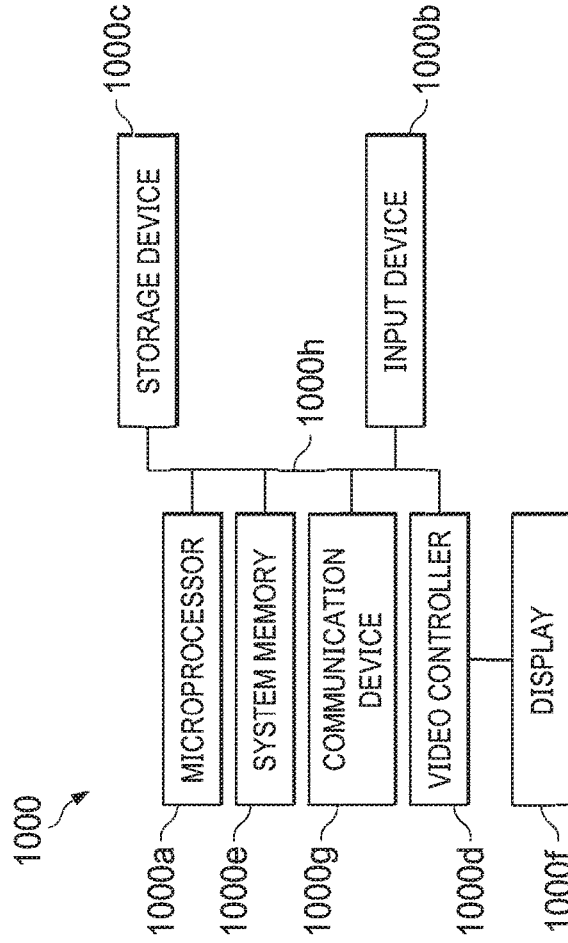 1000
1000a
MICROPROCESSOR
1000e
SYSTEM MEMORY
1000g
COMMUNICATION
DEVICE
1000d
VIDEO CONTROLLER
1000f
DISPLAY
1000h
STORAGE DEVICE
1000c
INPUT DEVICE
1000b